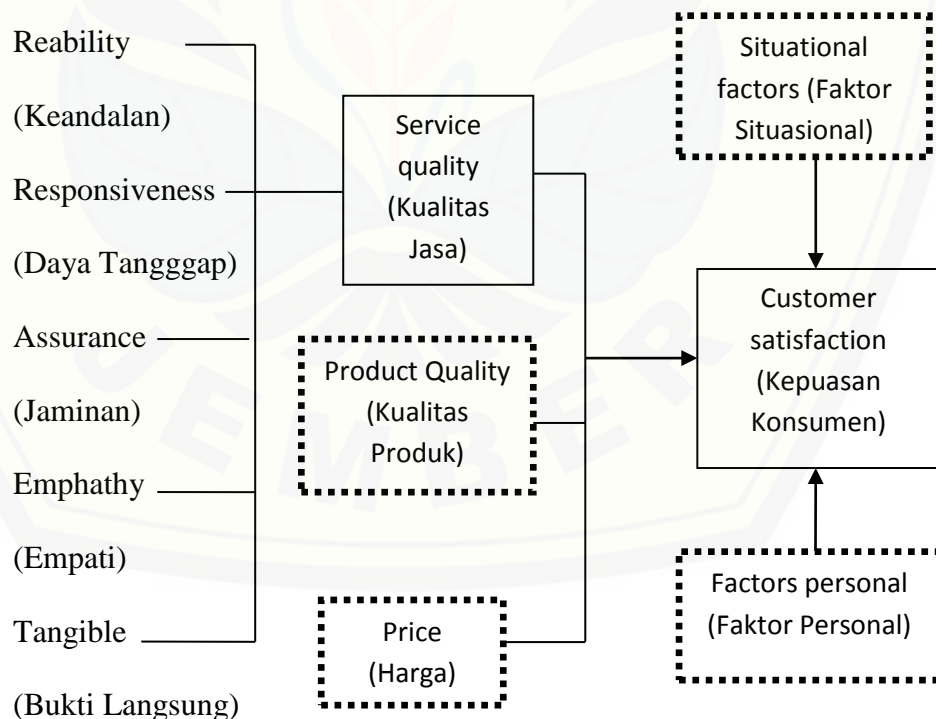 Reability
(Keandalan)
Responsiveness
(Daya Tangggap)
Assurance
(Jaminan)
Emphathy
(Empati)
Tangible
(Bukti Langsung)
Service
quality
(Kualitas
Jasa)
Product Quality
(Kualitas
Produk)
Price
(Harga)
Situational
factors (Faktor
Situasional)
Customer
satisfaction
(Kepuasan
Konsumen)
Factors personal
(Faktor Personal)
JEMBER